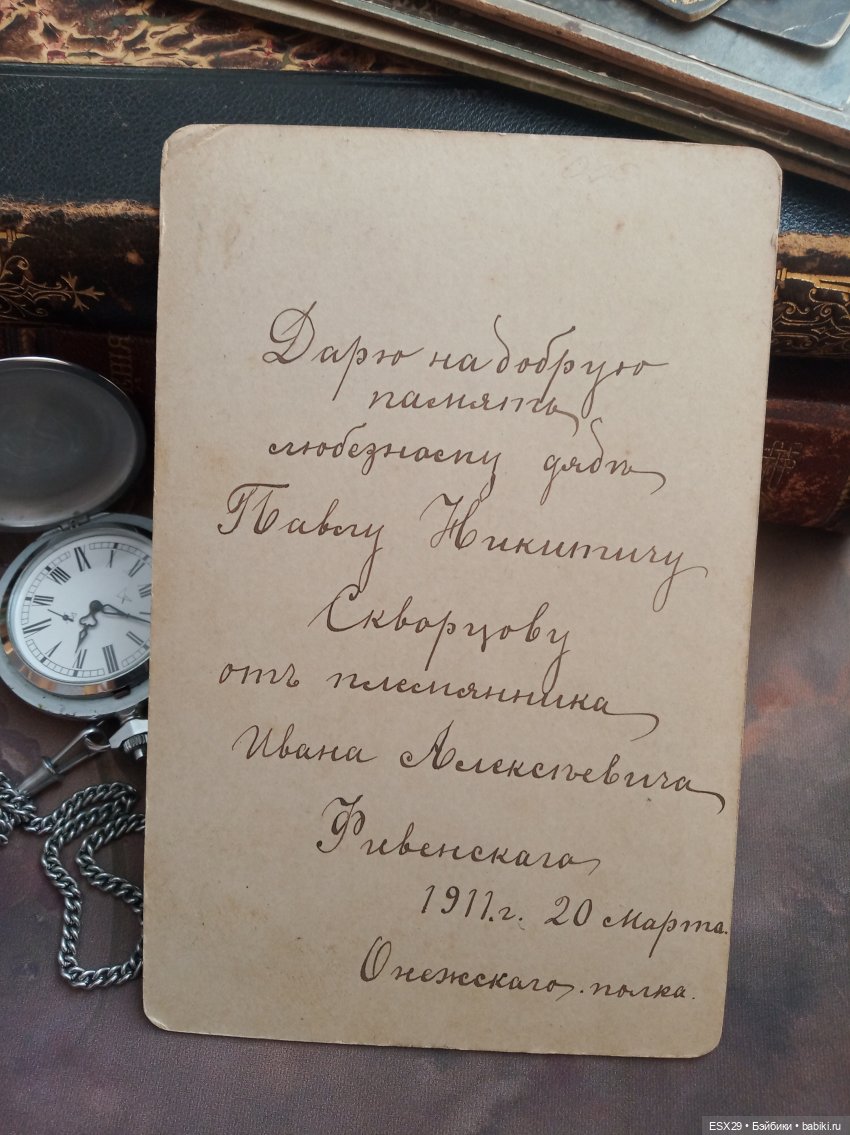 Дарю на добрую
память
любезному дядѣ
Павлу Никитичу
Скворцову
отъ племянника
Ивана Алексѣевича
Фивенскаго
1911.г. 20 марта.
Онежскаго полка.
ESX29 • Бэйбики • babiki.ru